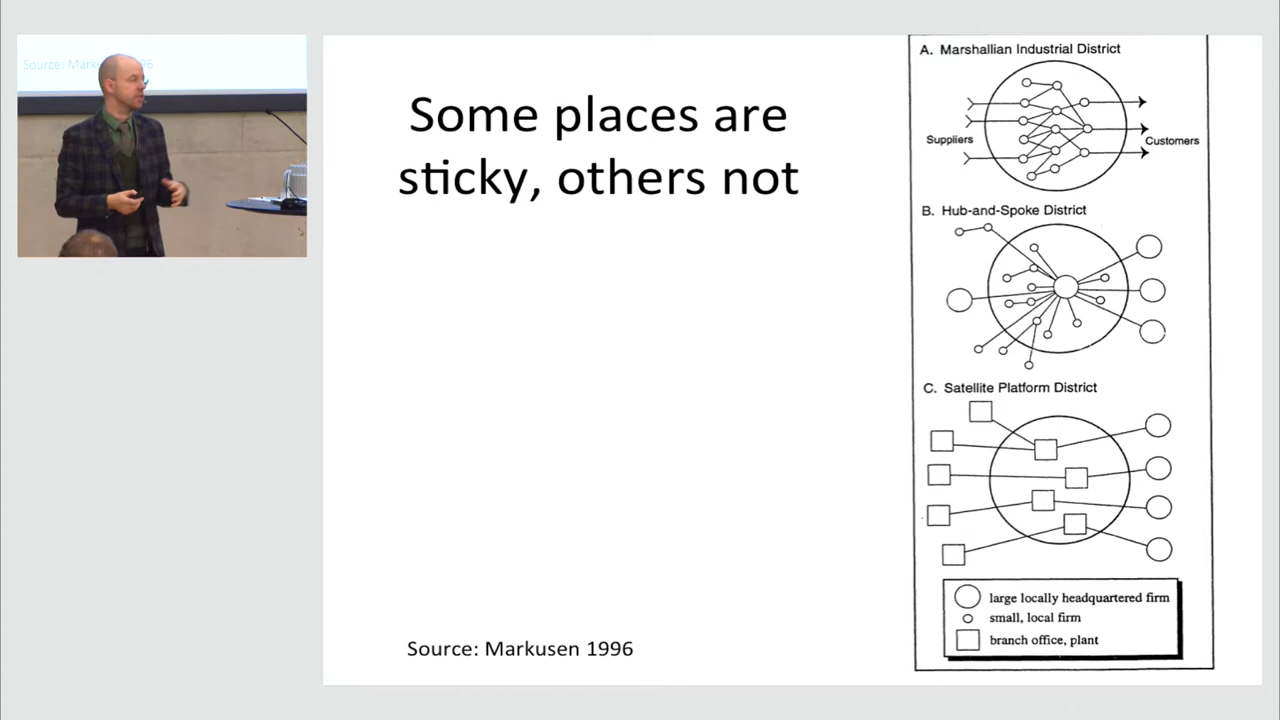 Source: Mark 96
Some places are
sticky, others not
Source: Markusen 1996
A. Marshallian Industrial District
Suppliers
Customers
B. Hub-and-Spoke District
C. Satellite Platform District
large locally headquartered firm
small, local firm
branch office, plant